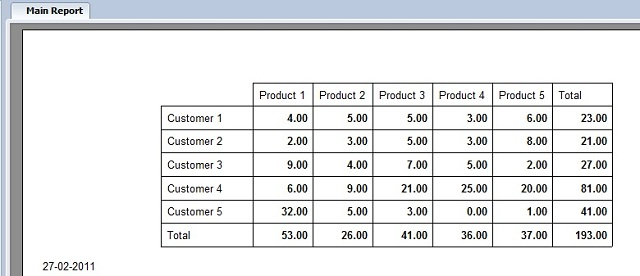 Main Report
Product 1 Product 2 Product 3 Product 4 Product 5 Total
Customer 1 4.00 5.00 5.00 3.00 6.00 23.00
Customer 2 2.00 3.00 5.00 3.00 8.00 21.00
Customer 3 9.00 4.00 7.00 5.00 2.00 27.00
Customer 4 6.00 9.00 21.00 25.00 20.00 81.00
Customer 5 32.00 5.00 3.00 0.00 1.00 41.00
Total 53.00 26.00 41.00 36.00 37.00 193.00
27-02-2011